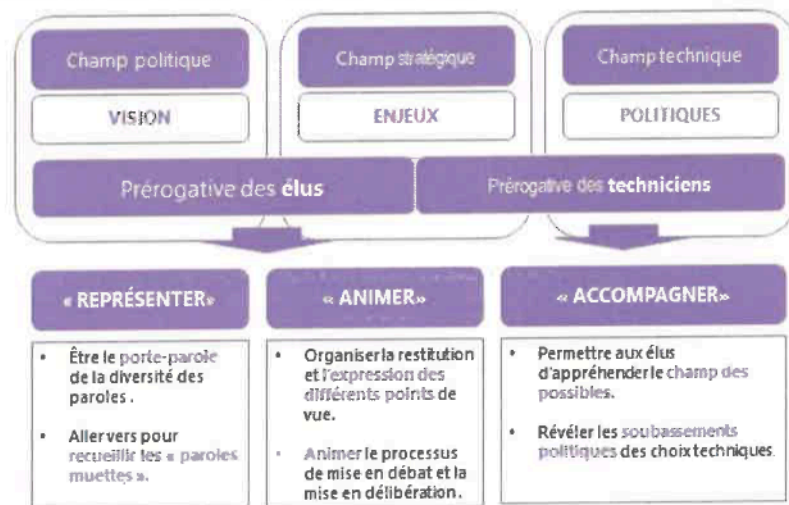 Champ politique
Champ stratégique
Champ technique
VISION
ENJEUX
POLITIQUES
Prérogative des élus
Prérogative des techniciens
« REPRÉSENTER»
« ANIMER»
« ACCOMPAGNER»
• Être le porte-parole
de la diversité des
paroles .
• Aller vers pour
recueillir les « paroles
muettes ».
• Organiser la restitution
et l'expression des
différents points de
vue.
• Animer le processus
de mise en débat et la
mise en délibération .
• Permettre aux élus
d'appréhender le champ des
possibles.
• Révéler les soubassements
politiques des choix techniques.